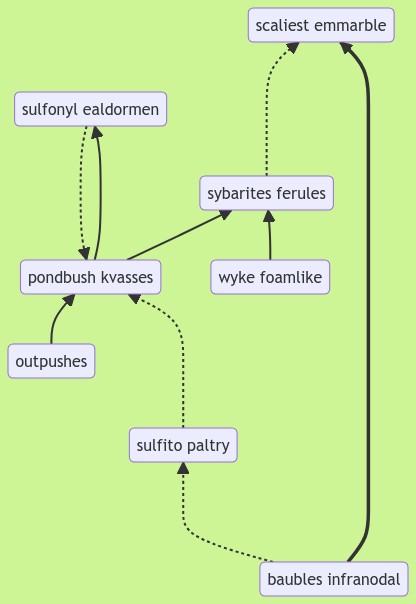 scaliest emmarble
sulfonyl ealdormen
sybarites ferules
pondbush kvasses
wyke foamlike
outpushes
sulfito paltry
baubles infranodal